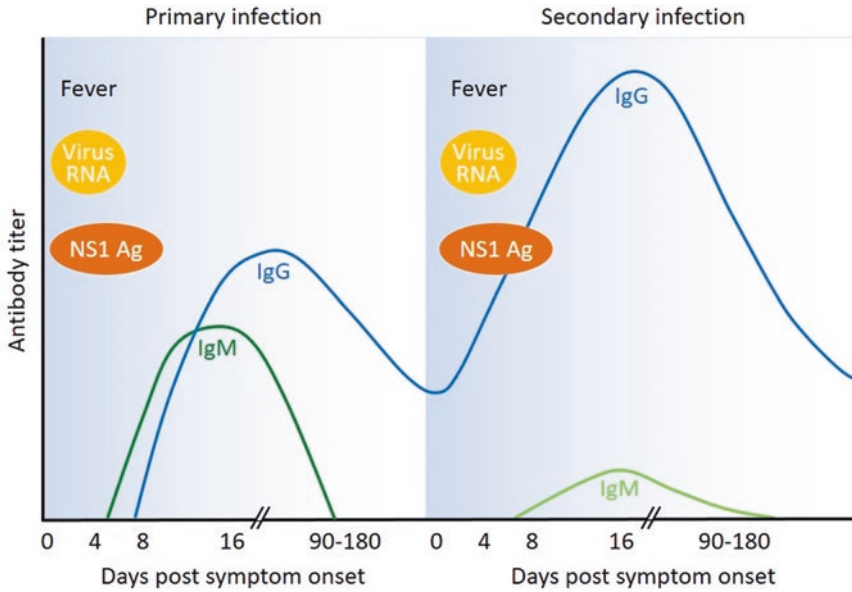 Primary infection
Secondary infection
Antibody titer
Fever
Virus
RNA
NS1 Ag
IgG
IgM
Fever
Virus
RNA
NS1 Ag
IgG
IgM
0 4 8 16 90-180
0 4 8 16 90-180
Days post symptom onset
Days post symptom onset